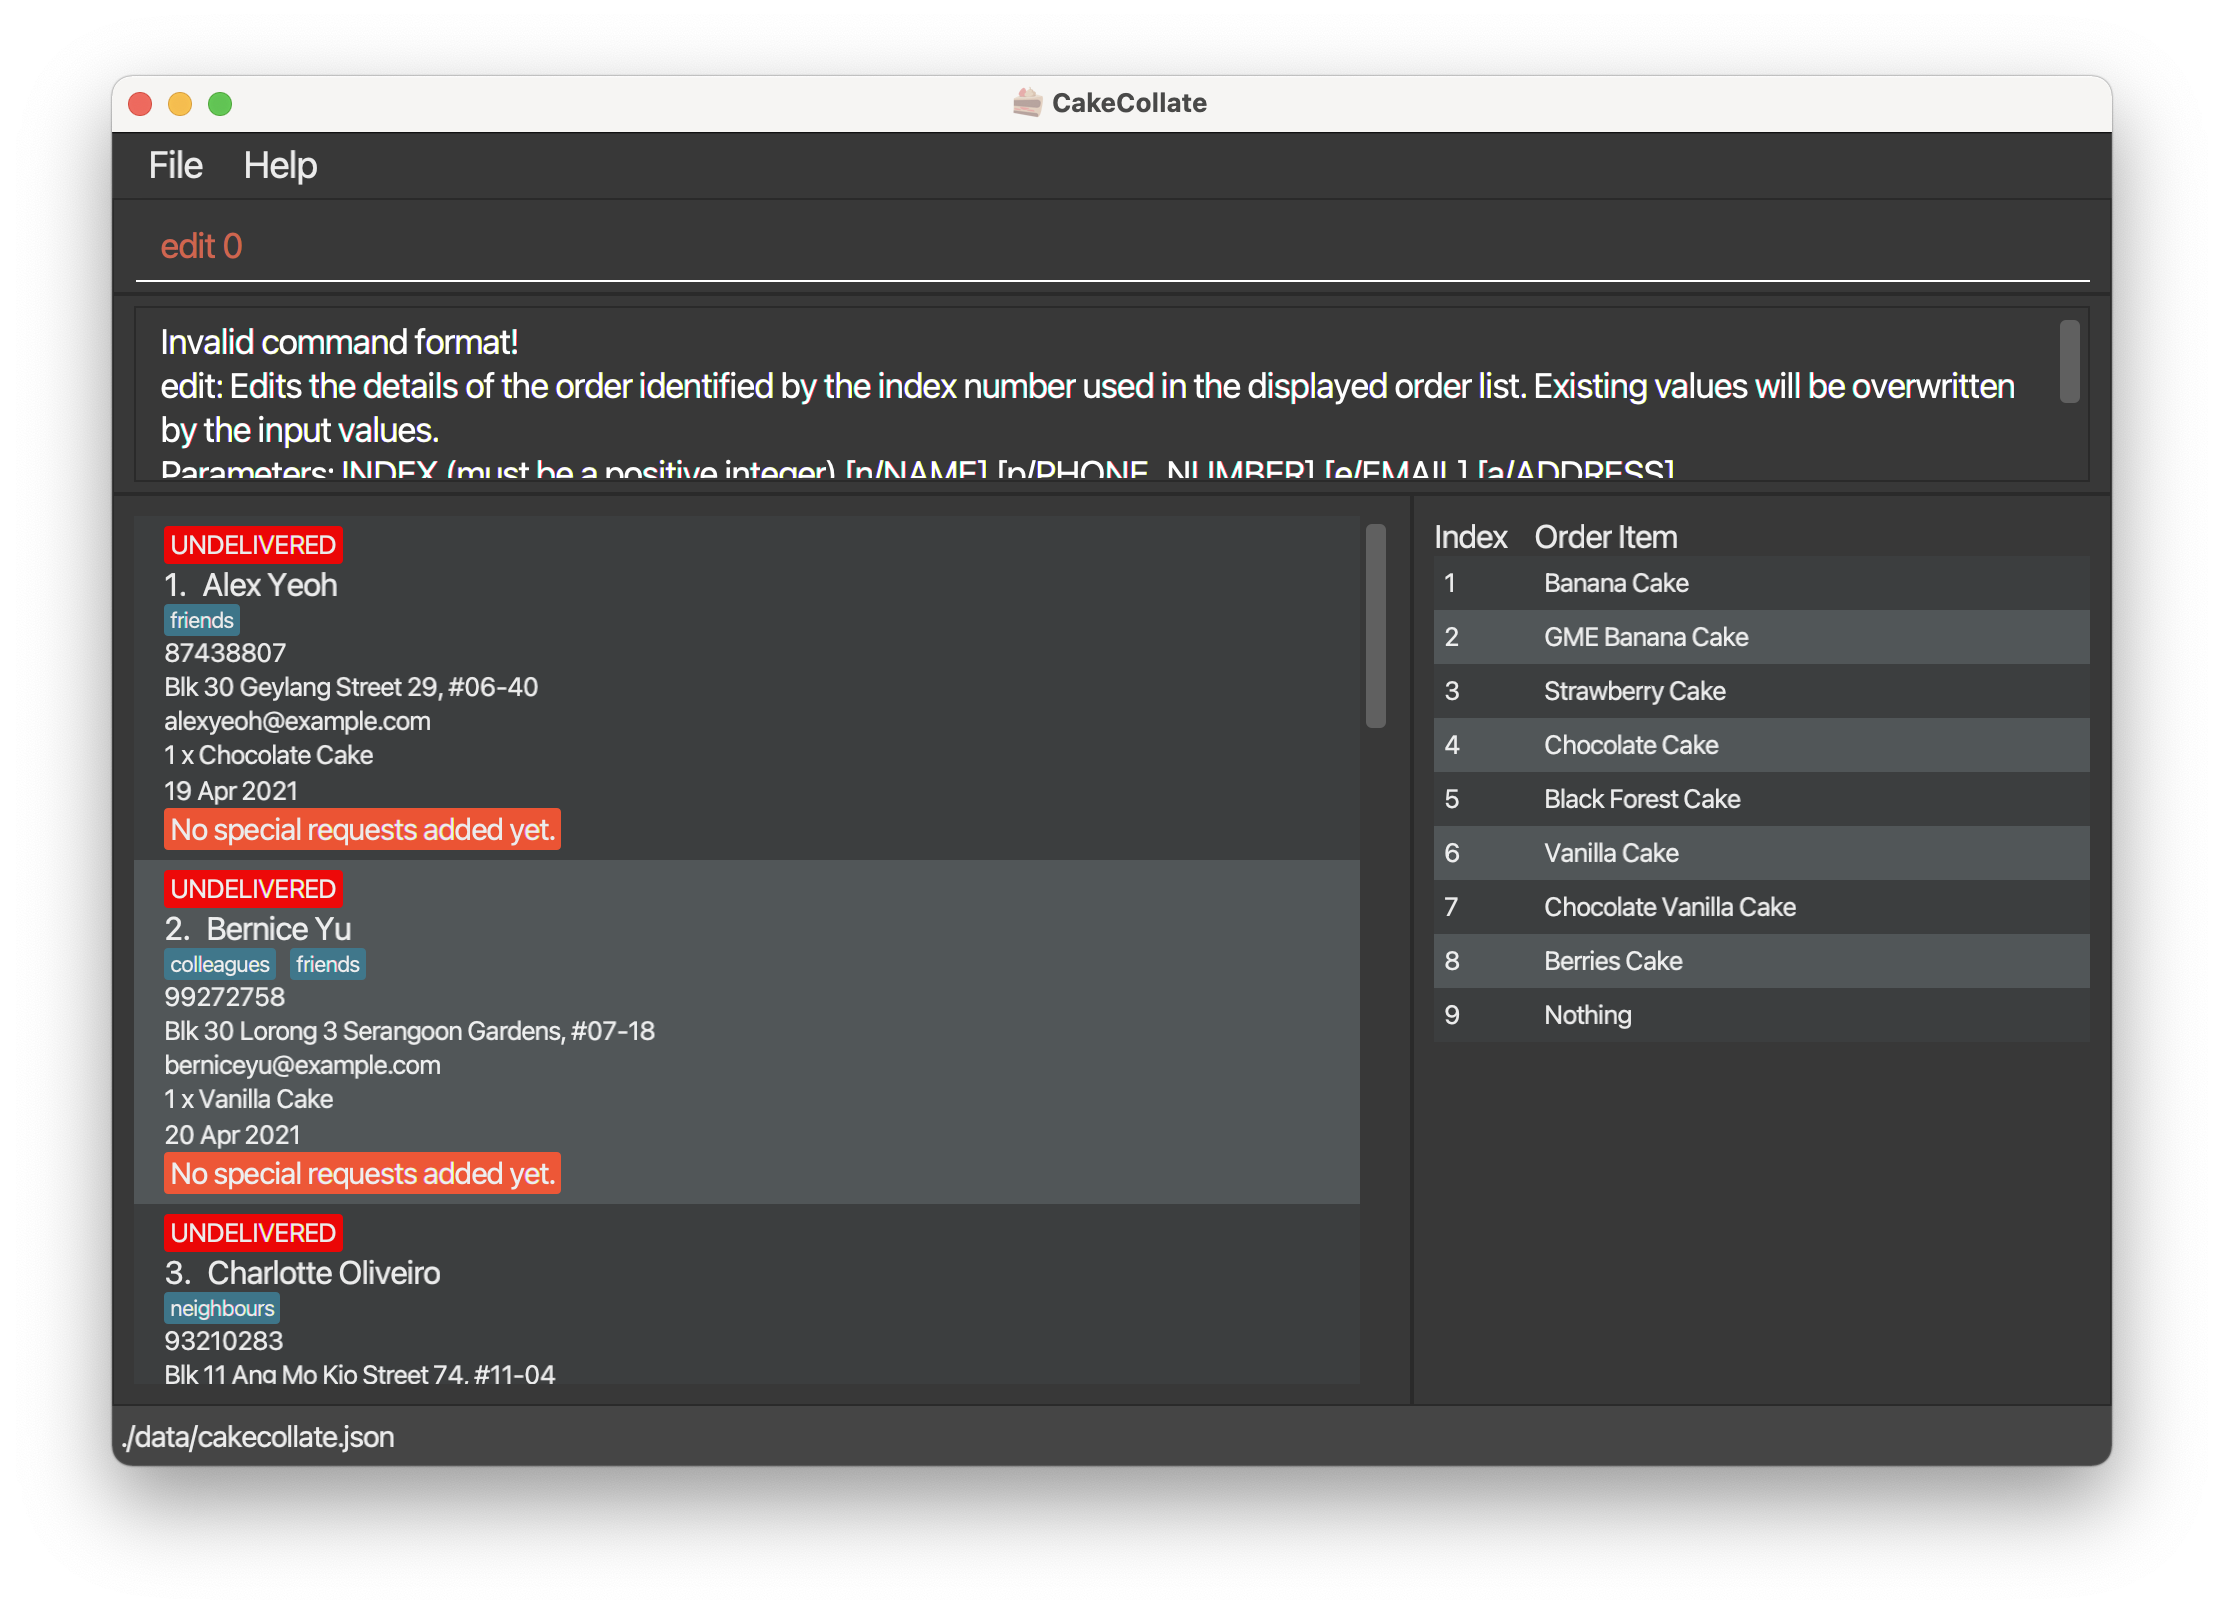 CakeCollate
File Help
edit 0
Invalid command format!
edit: Edits the details of the order identified by the index number used in the displayed order list. Existing values will be overwritten
by the input values.
Parameters: INDEX (must be a positive integer) [n/NAME] [p/PHONE_NUMBER] [e/EMAIL] [a/ADDRESS]
UNDELIVERED
1. Alex Yeoh
friends
87438807
Blk 30 Geylang Street 29, #06-40
alexyeoh@example.com
1 x Chocolate Cake
19 Apr 2021
No special requests added yet.
UNDELIVERED
2. Bernice Yu
colleagues friends
99272758
Blk 30 Lorong 3 Serangoon Gardens, #07-18
berniceyu@example.com
1 x Vanilla Cake
20 Apr 2021
No special requests added yet.
UNDELIVERED
3. Charlotte Oliveiro
neighbours
93210283
Blk 11 Ang Mo Kio Street 74, #11-04
Index Order Item
1 Banana Cake
2 GME Banana Cake
3 Strawberry Cake
4 Chocolate Cake
5 Black Forest Cake
6 Vanilla Cake
7 Chocolate Vanilla Cake
8 Berries Cake
9 Nothing
./data/cakecollate.json